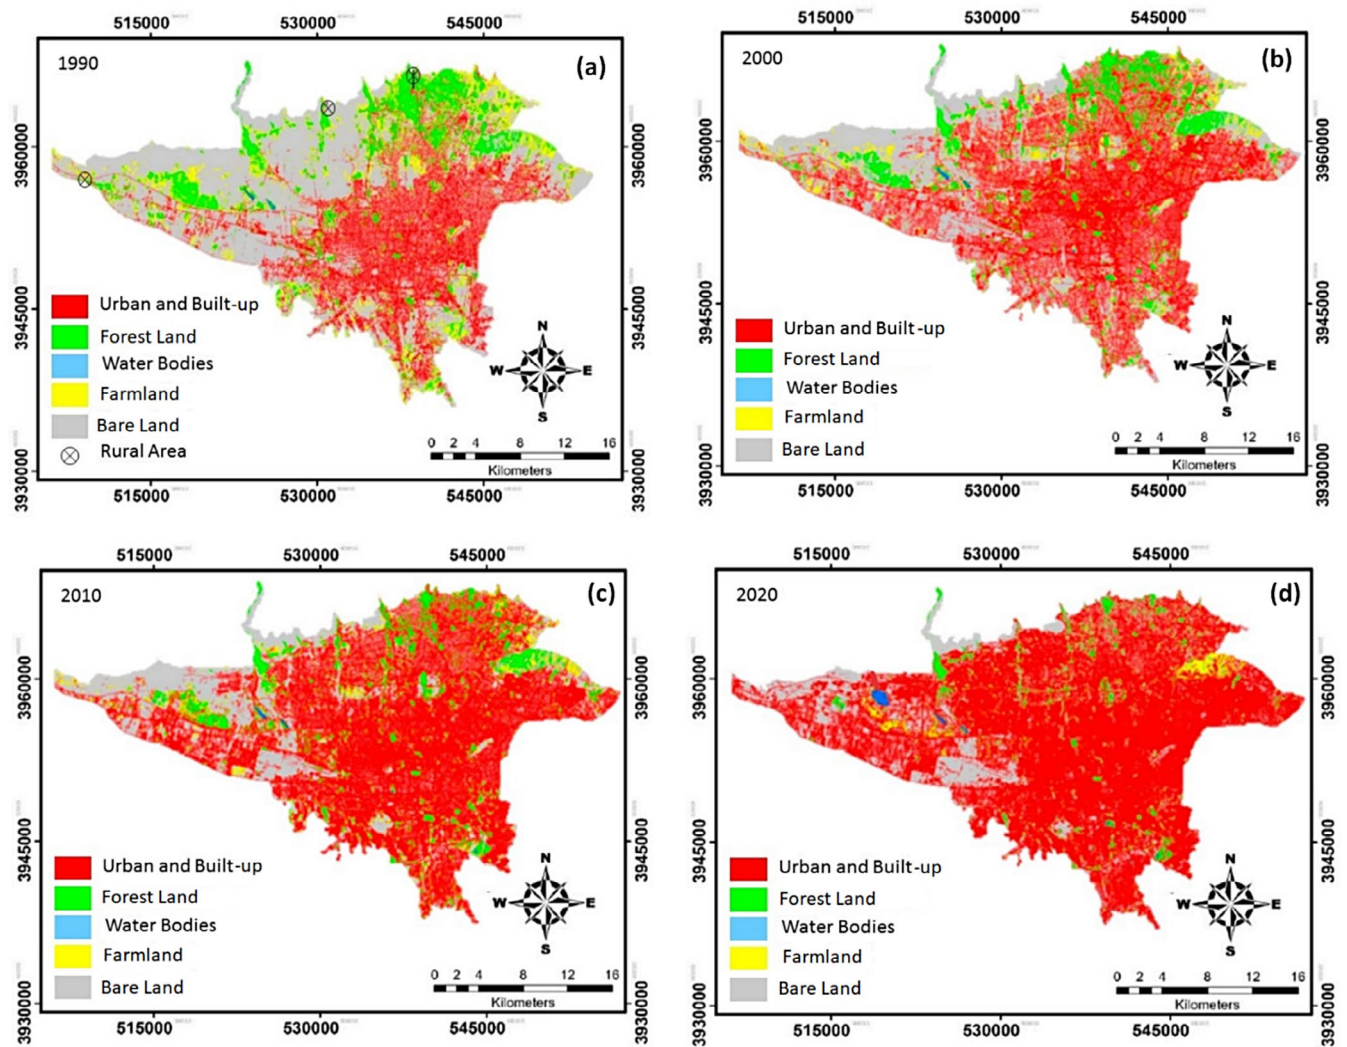 515000 530000 545000
1990
(a)
3960000
3945000
3930000
3960000
3945000
3930000
Urban and Built-up
Forest Land
Water Bodies
Farmland
Bare Land
Rural Area
N
W E
S
0 2 4 8 12 16
Kilometers
515000 530000 545000
515000 530000 545000
2000
(b)
3960000
3945000
3930000
3960000
3945000
3930000
Urban and Built-up
Forest Land
Water Bodies
Farmland
Bare Land
N
W E
S
0 2 4 8 12 16
Kilometers
515000 530000 545000
515000 530000 545000
2010
(c)
3960000
3945000
3930000
3960000
3945000
3930000
Urban and Built-up
Forest Land
Water Bodies
Farmland
Bare Land
N
W E
S
0 2 4 8 12 16
Kilometers
515000 530000 545000
515000 530000 545000
2020
(d)
3960000
3945000
3930000
3960000
3945000
3930000
Urban and Built-up
Forest Land
Water Bodies
Farmland
Bare Land
N
W E
S
0 2 4 8 12 16
Kilometers
515000 530000 545000